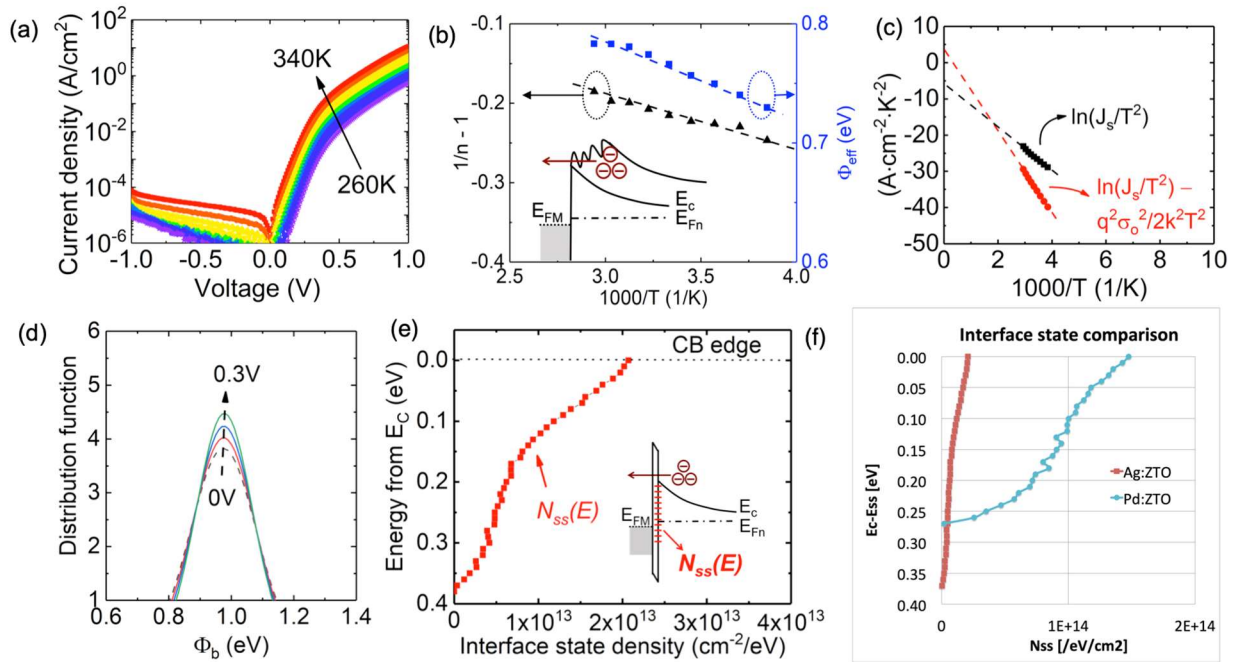 (a)
Current density (A/cm²)
10²
10⁰
10⁻²
10⁻⁴
10⁻⁶
340K
260K
-1.0 -0.5 0.0 0.5 1.0
Voltage (V)
(b)
1/n - 1
-0.1
-0.2
-0.3
-0.4
0.8
0.7
0.6
Φeff (eV)
EFM
Ec
EFn
2.5 3.0 3.5 4.0
1000/T (1/K)
(c)
(A·cm⁻²·K⁻²)
20
10
0
-10
-20
-30
-40
-50
ln(Js/T²)
ln(Js/T²) –
q²σo²/2k²T²
0 2 4 6 8 10
1000/T (1/K)
(d)
Distribution function
6
5
4
3
2
1
0.3V
0V
0.8 1.0 1.2 1.4
Φb (eV)
(e)
Energy from EC (eV)
CB edge
0.0
0.1
0.2
0.3
0.4
Nss(E)
EFM
Ec
EFn
Nss(E)
0 1x10¹³ 2x10¹³ 3x10¹³ 4x10¹³
Interface state density (cm⁻²/eV)
(f)
Interface state comparison
Ec-Ess [eV]
0.00
0.05
0.10
0.15
0.20
0.25
0.30
0.35
0.40
Ag:ZTO
Pd:ZTO
0 1E+14 2E+14
Nss [/eV/cm2]